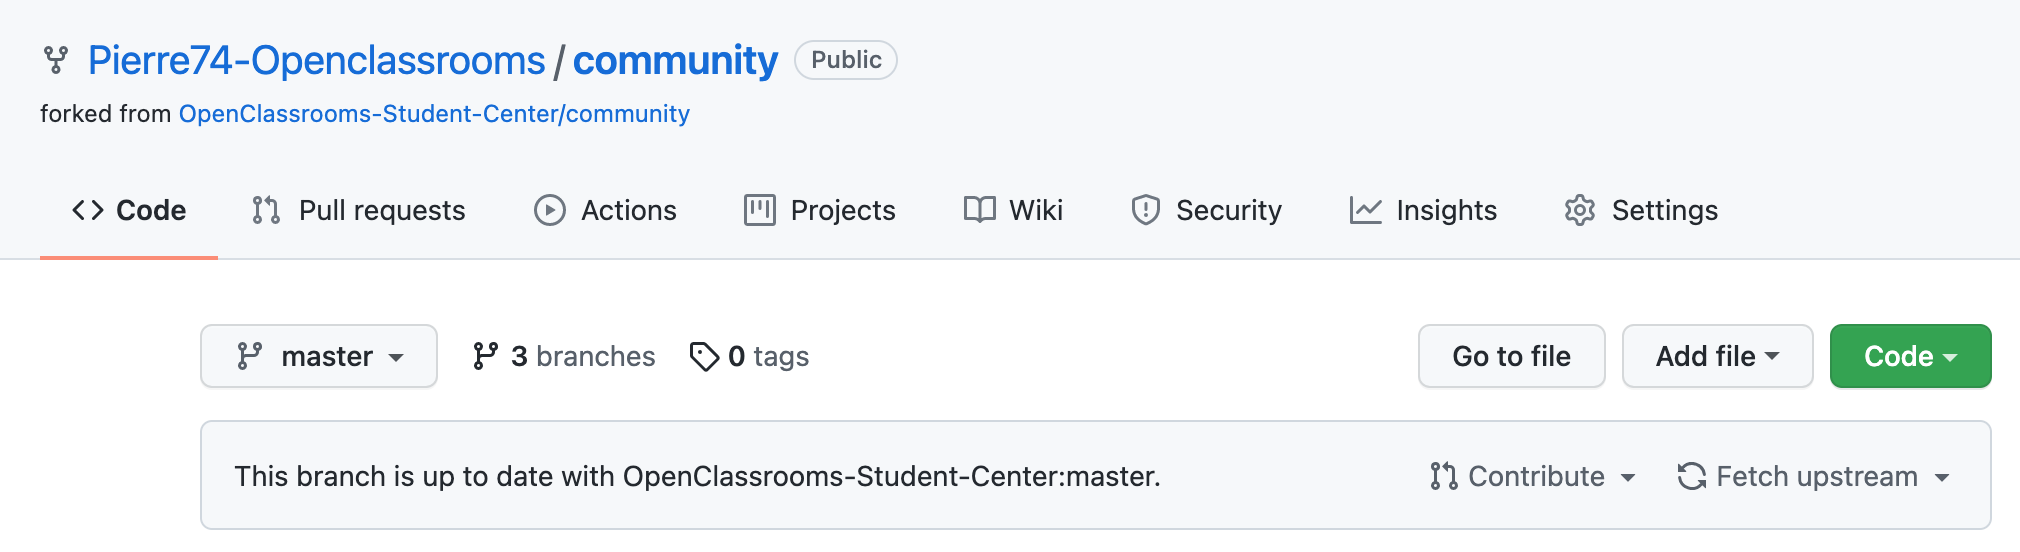 Pierre74-Openclassrooms / community Public
forked from OpenClassrooms-Student-Center/community
Code Pull requests Actions Projects Wiki Security Insights Settings
master 3 branches 0 tags Go to file Add file Code
This branch is up to date with OpenClassrooms-Student-Center:master. Contribute Fetch upstream